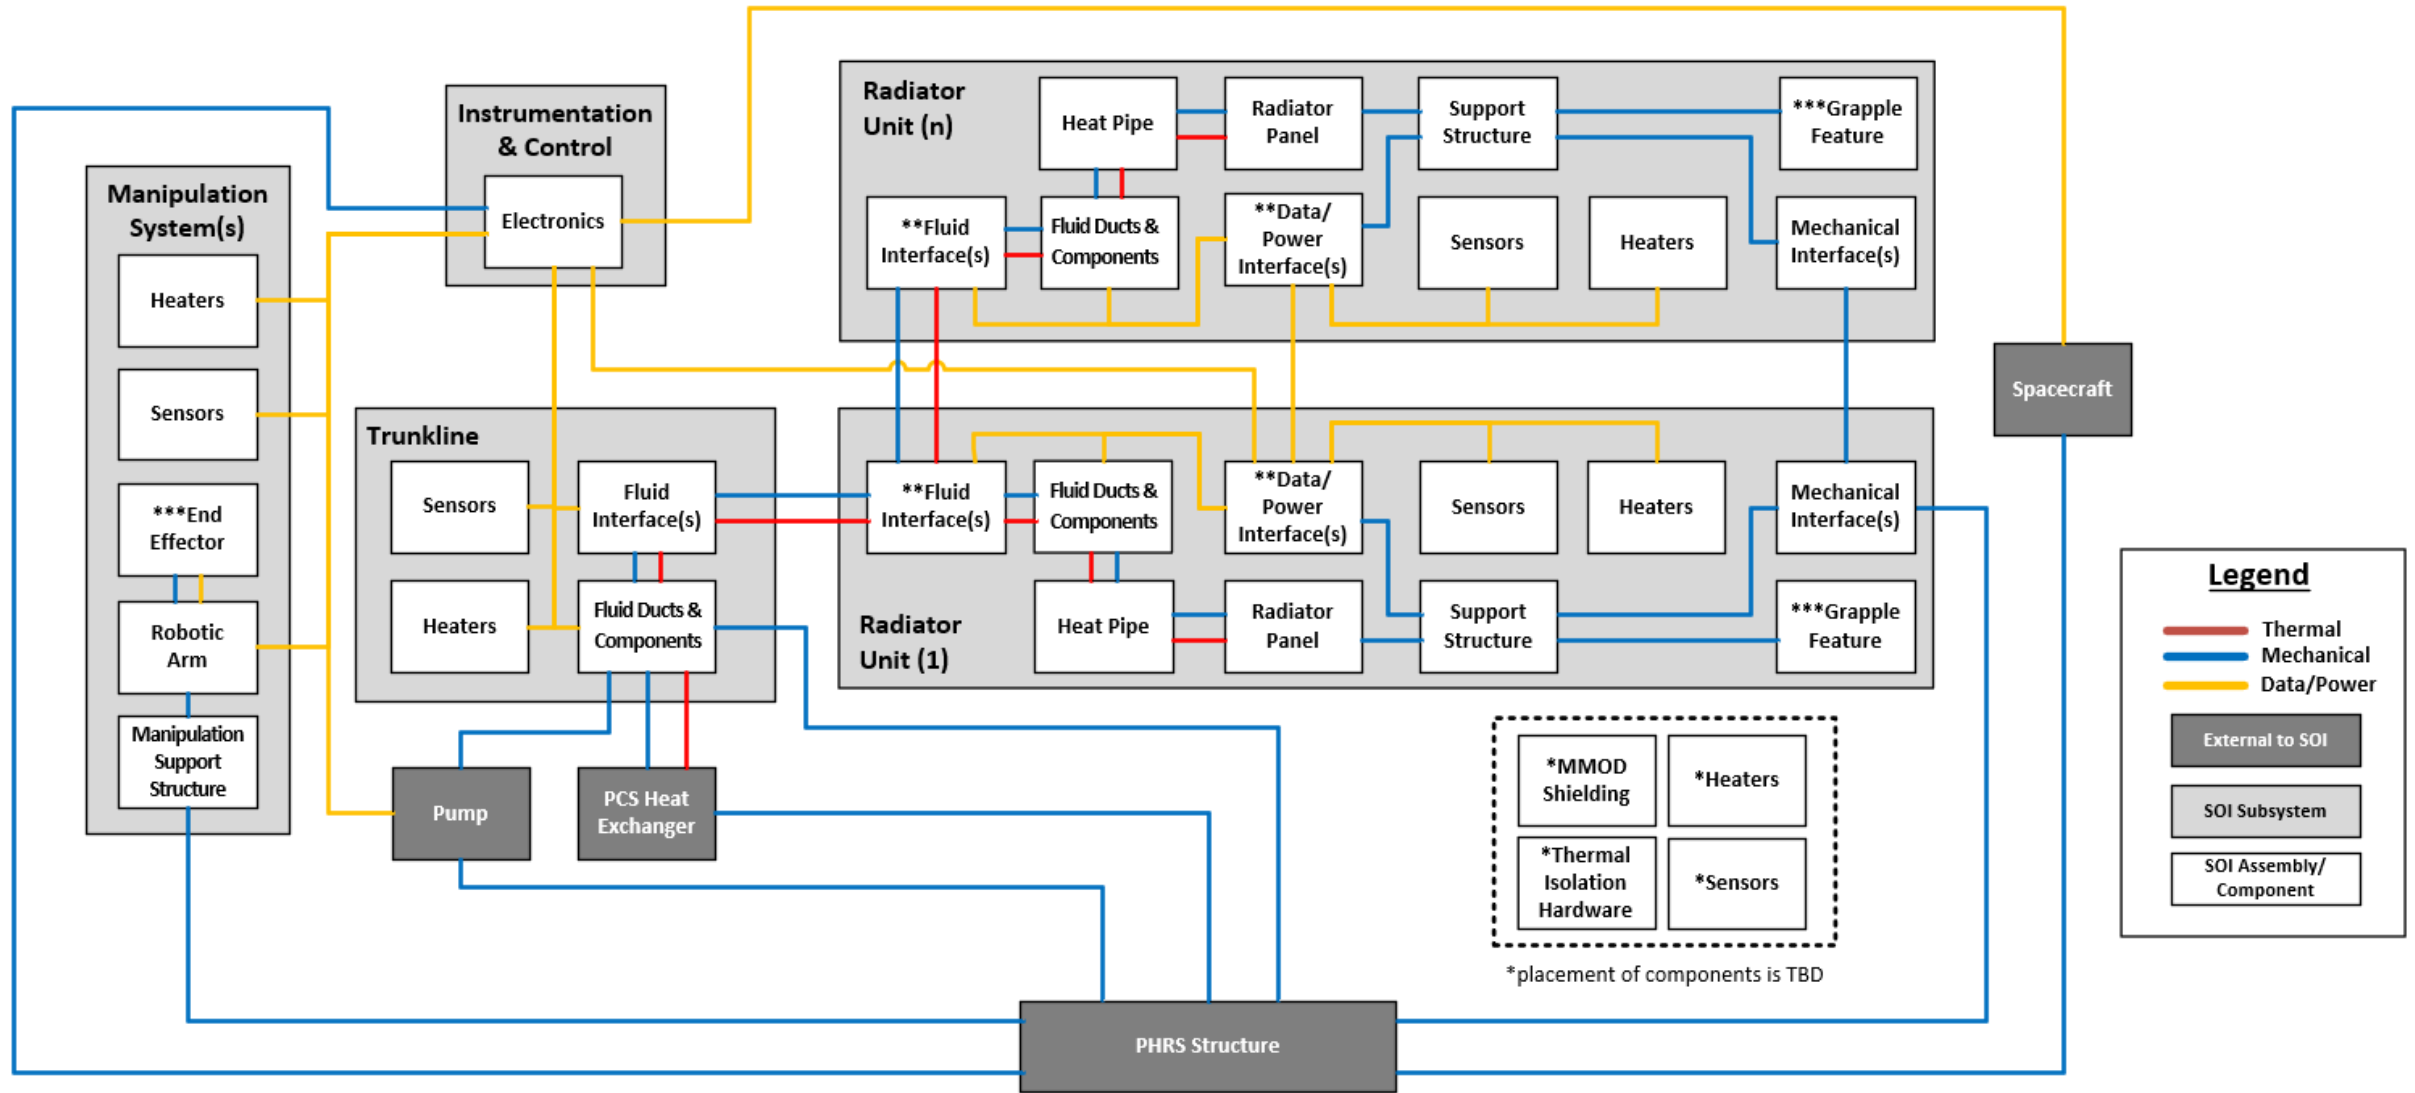 Instrumentation
& Control
Electronics
Manipulation
System(s)
Heaters
Sensors
***End
Effector
Robotic
Arm
Manipulation
Support
Structure
Radiator
Unit (n)
Heat Pipe
Radiator
Panel
Support
Structure
***Grapple
Feature
**Fluid
Interface(s)
Fluid Ducts &
Components
**Data/
Power
Interface(s)
Sensors
Heaters
Mechanical
Interface(s)
Spacecraft
Trunkline
Sensors
Fluid
Interface(s)
Heaters
Fluid Ducts &
Components
**Fluid
Interface(s)
Fluid Ducts &
Components
**Data/
Power
Interface(s)
Sensors
Heaters
Mechanical
Interface(s)
Radiator
Unit (1)
Heat Pipe
Radiator
Panel
Support
Structure
***Grapple
Feature
Pump
PCS Heat
Exchanger
*MMOD
Shielding
*Heaters
*Thermal
Isolation
Hardware
*Sensors
*placement of components is TBD
PHRS Structure
Legend
Thermal
Mechanical
Data/Power
External to SOI
SOI Subsystem
SOI Assembly/
Component